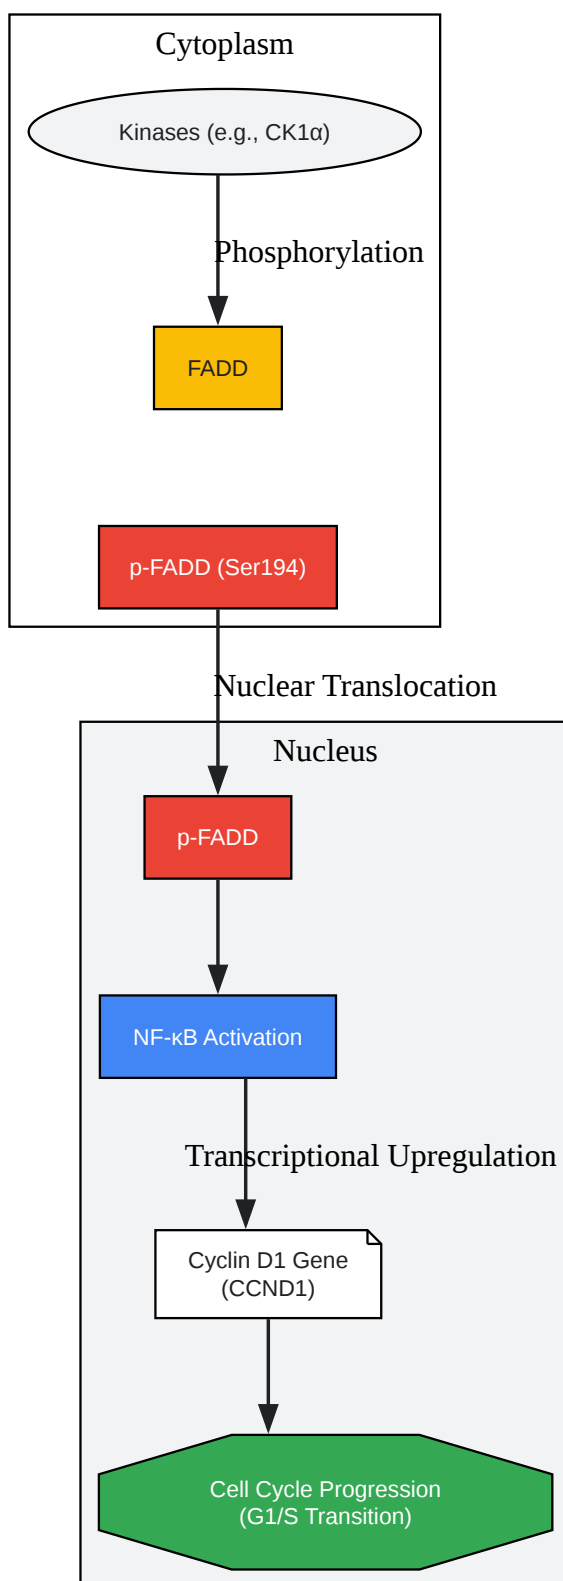 Cytoplasm
Kinases (e.g., CK1α)
Phosphorylation
FADD
p-FADD (Ser194)
Nuclear Translocation
Nucleus
p-FADD
NF-κB Activation
Transcriptional Upregulation
Cyclin D1 Gene
(CCND1)
Cell Cycle Progression
(G1/S Transition)